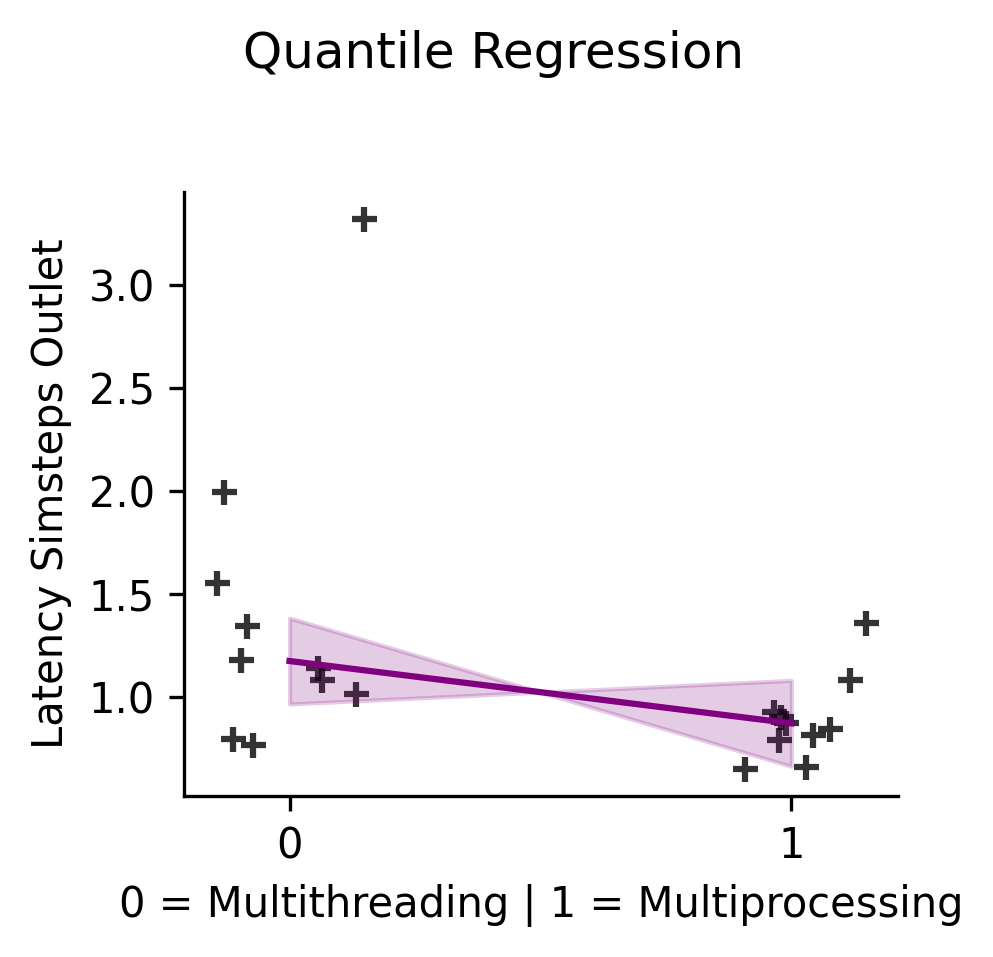 Quantile Regression
Latency Simsteps Outlet
3.0
2.5
2.0
1.5
1.0
0
1
0 = Multithreading | 1 = Multiprocessing